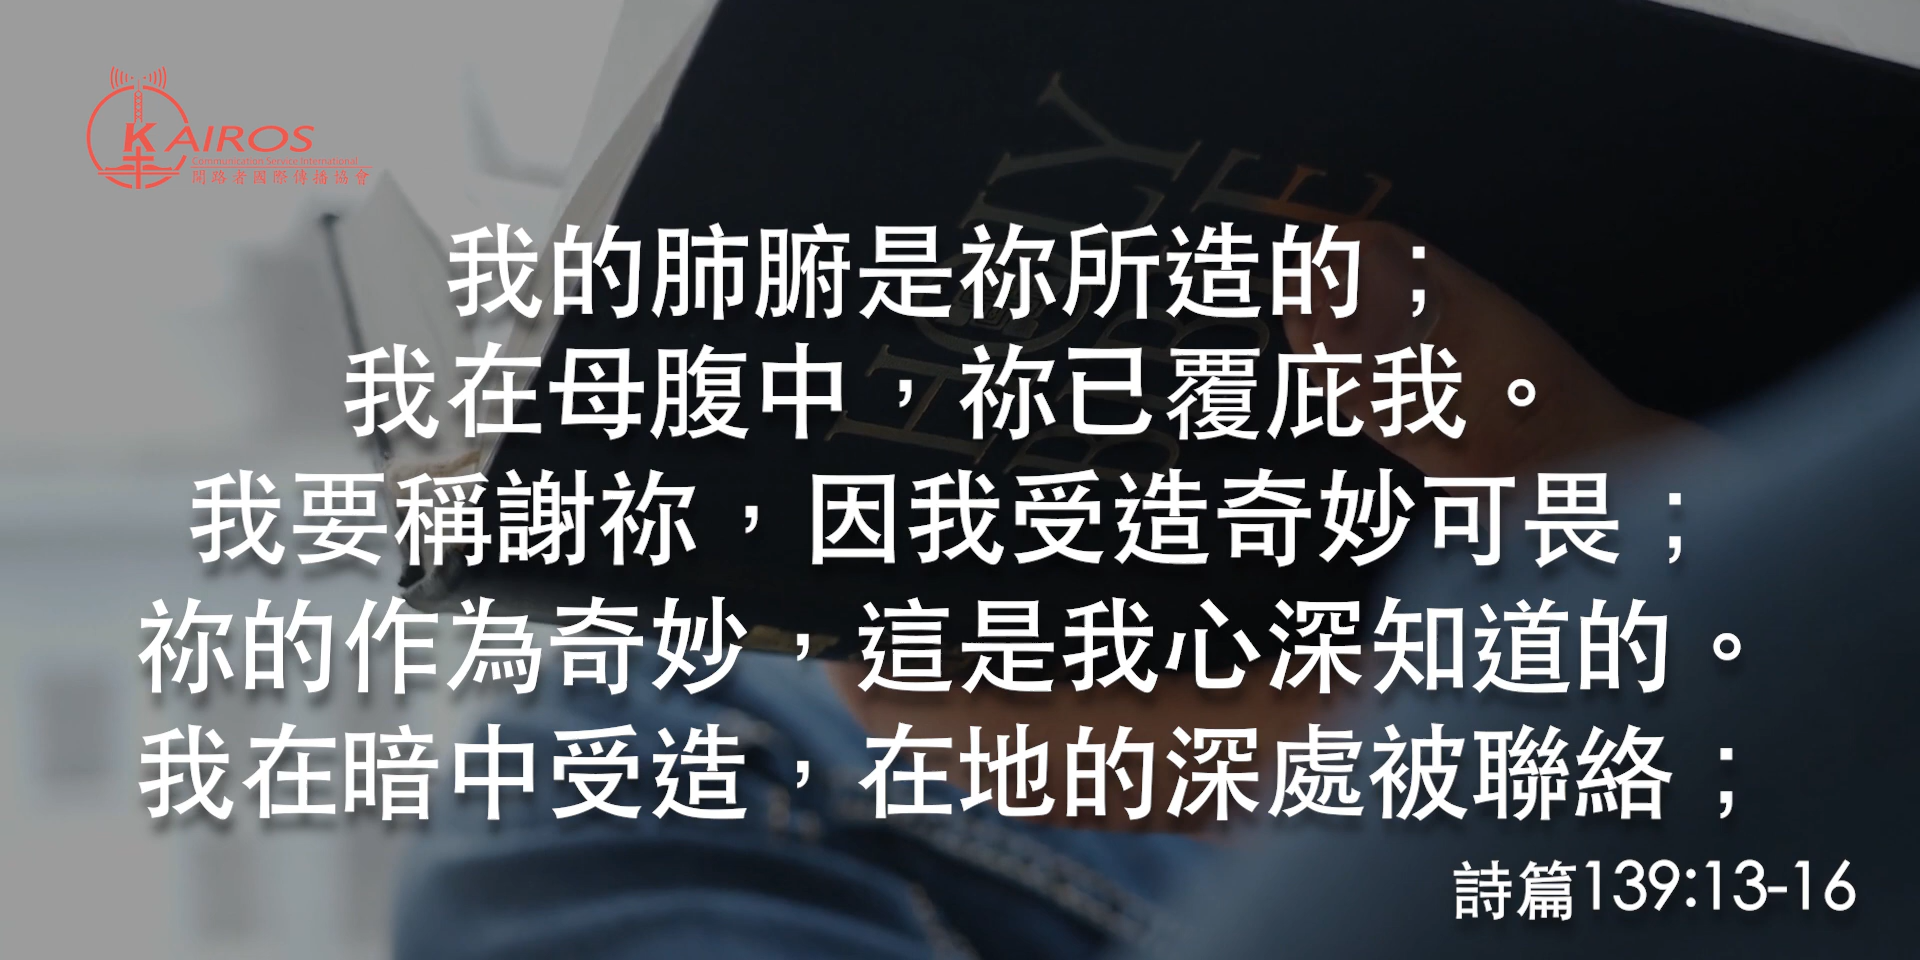 KAIROS
Communication Service International
開路者國際傳播協會
HOLY
BIBLE
我的肺腑是祢所造的；
我在母腹中，祢已覆庇我。
我要稱謝祢，因我受造奇妙可畏；
祢的作為奇妙，這是我心深知道的。
我在暗中受造，在地的深處被聯絡；
詩篇139:13-16